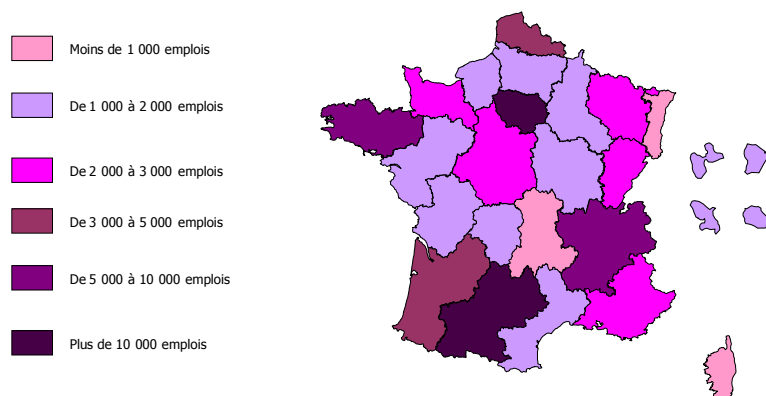 Moins de 1 000 emplois
De 1 000 à 2 000 emplois
De 2 000 à 3 000 emplois
De 3 000 à 5 000 emplois
De 5 000 à 10 000 emplois
Plus de 10 000 emplois